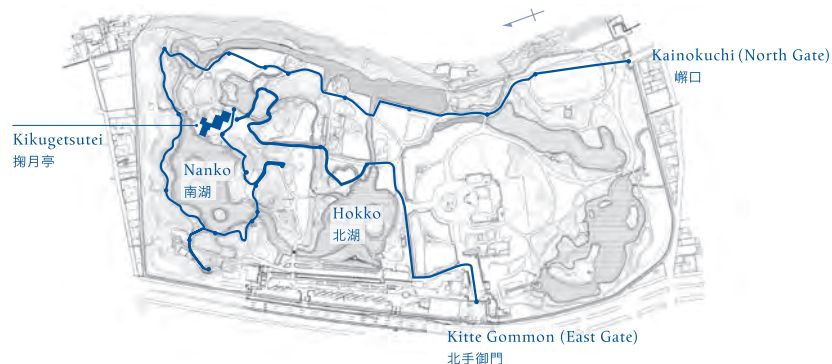 Kainokuchi (North Gate)
嶰口
Kikugetsutei
掬月亭
Nanko
南湖
Hokko
北湖
Kitte Gommon (East Gate)
北手御門